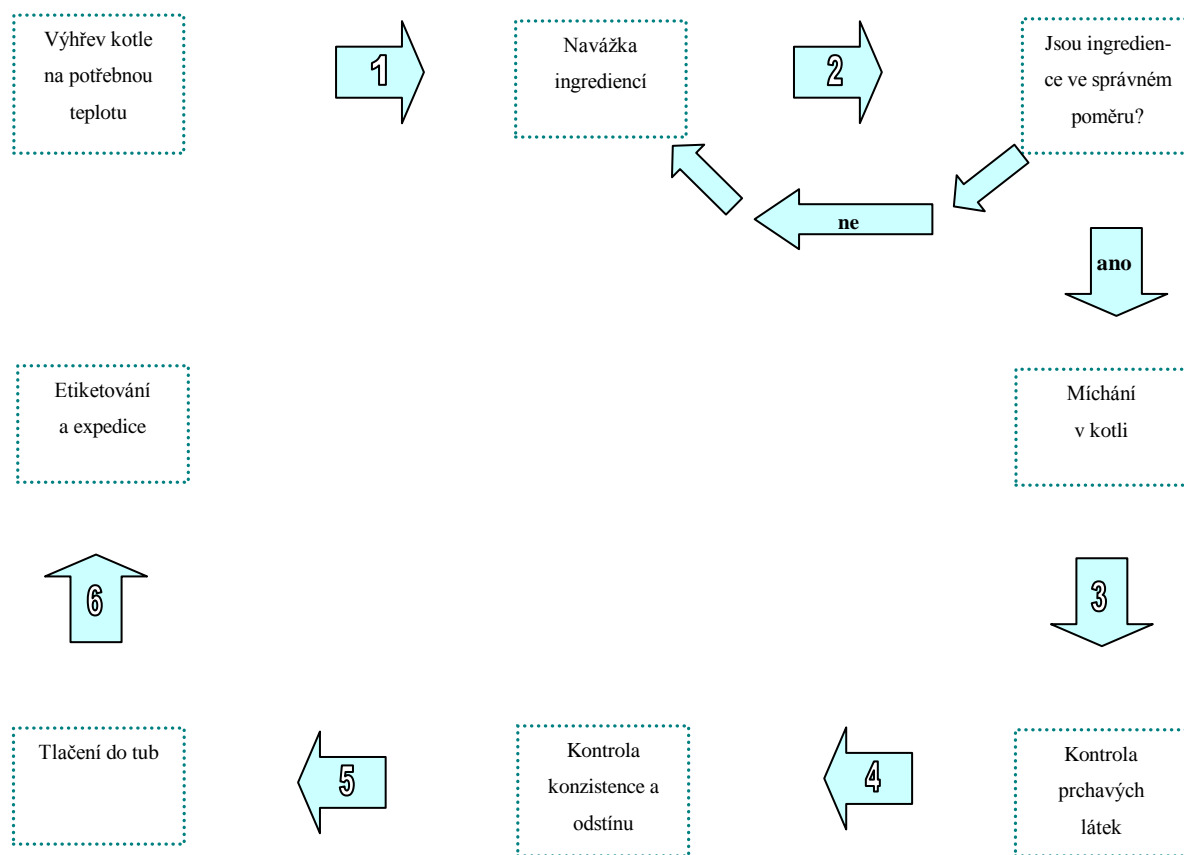 Výhřev kotle
na potřebnou
teplotu
1
Navážka
ingrediencí
2
Jsou ingredien-
ce ve správném
poměru?
ne
ano
Etiketování
a expedice
Míchání
v kotli
6
3
Tlačení do tub
5
Kontrola
konzistence a
odstínu
4
Kontrola
prchavých
látek